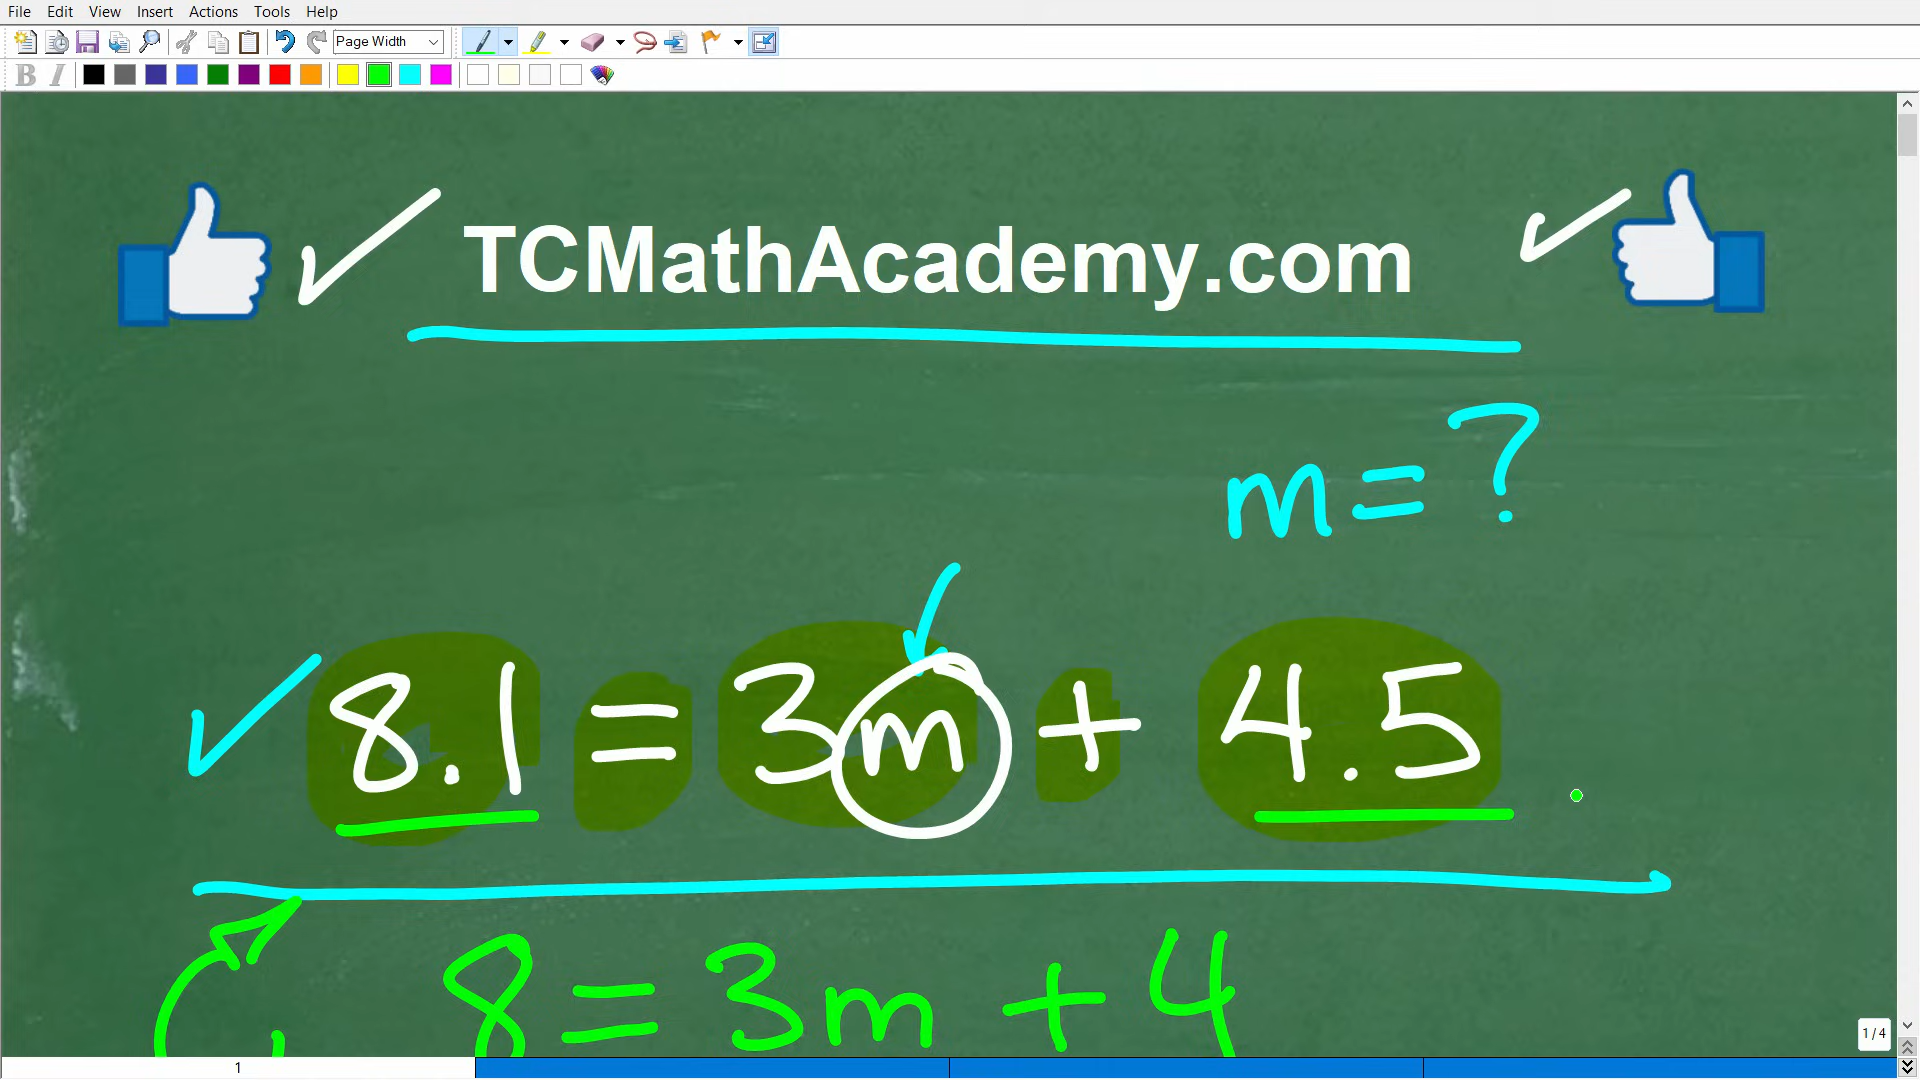 File Edit View Insert Actions Tools Help
Page Width
B I
TCMathAcademy.com
m = ?
8.1 = 3m + 4.5
8 = 3m + 4
1 / 4
1